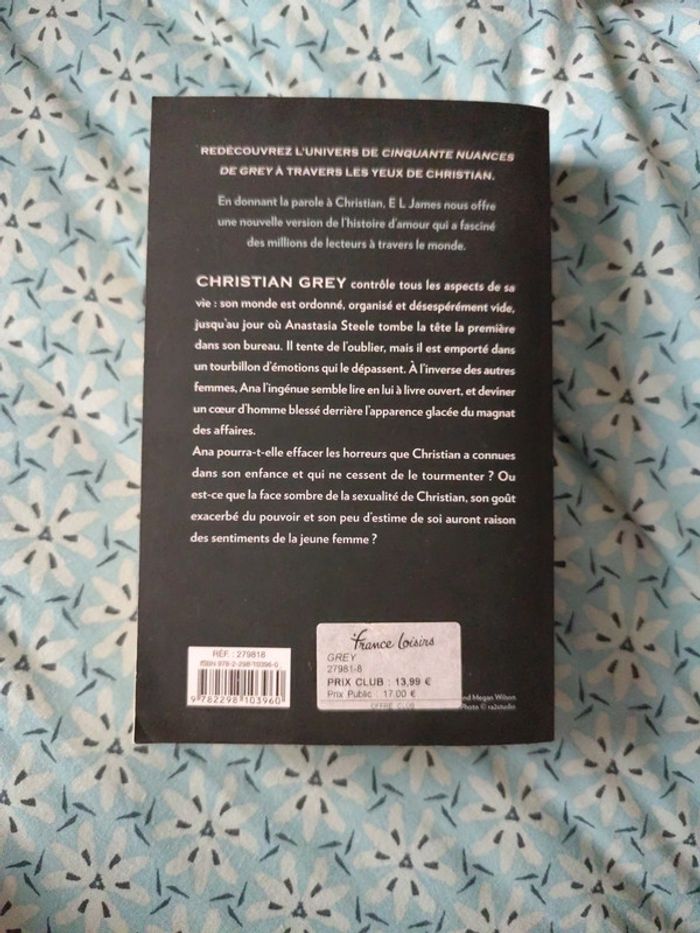 REDÉCOUVREZ L'UNIVERS DE CINQUANTE NUANCES
DE GREY À TRAVERS LES YEUX DE CHRISTIAN.
En donnant la parole à Christian, E L James nous offre
une nouvelle version de l'histoire d'amour qui a fasciné
des millions de lecteurs à travers le monde.
CHRISTIAN GREY contrôle tous les aspects de sa
vie : son monde est ordonné, organisé et désespérément vide,
jusqu'au jour où Anastasia Steele tombe la tête la première
dans son bureau. Il tente de l'oublier, mais il est emporté dans
un tourbillon d'émotions qui le dépassent. À l'inverse des autres
femmes, Ana l'ingénue semble lire en lui à livre ouvert, et deviner
un cœur d'homme blessé derrière l'apparence glacée du magnat
des affaires.
Ana pourra-t-elle effacer les horreurs que Christian a connues
dans son enfance et qui ne cessent de le tourmenter ? Ou
est-ce que la face sombre de la sexualité de Christian, son goût
exacerbé du pouvoir et son peu d'estime de soi auront raison
des sentiments de la jeune femme ?
RÉF. : 279818
ISBN 978-2-298-10396-0
9 782298 103960
France Loisirs
GREY
27981-8
PRIX CLUB : 13,99 €
Prix Public : 17.00 €
OFFRE CLUB
nd Megan Wilson
Photo © ra2studio